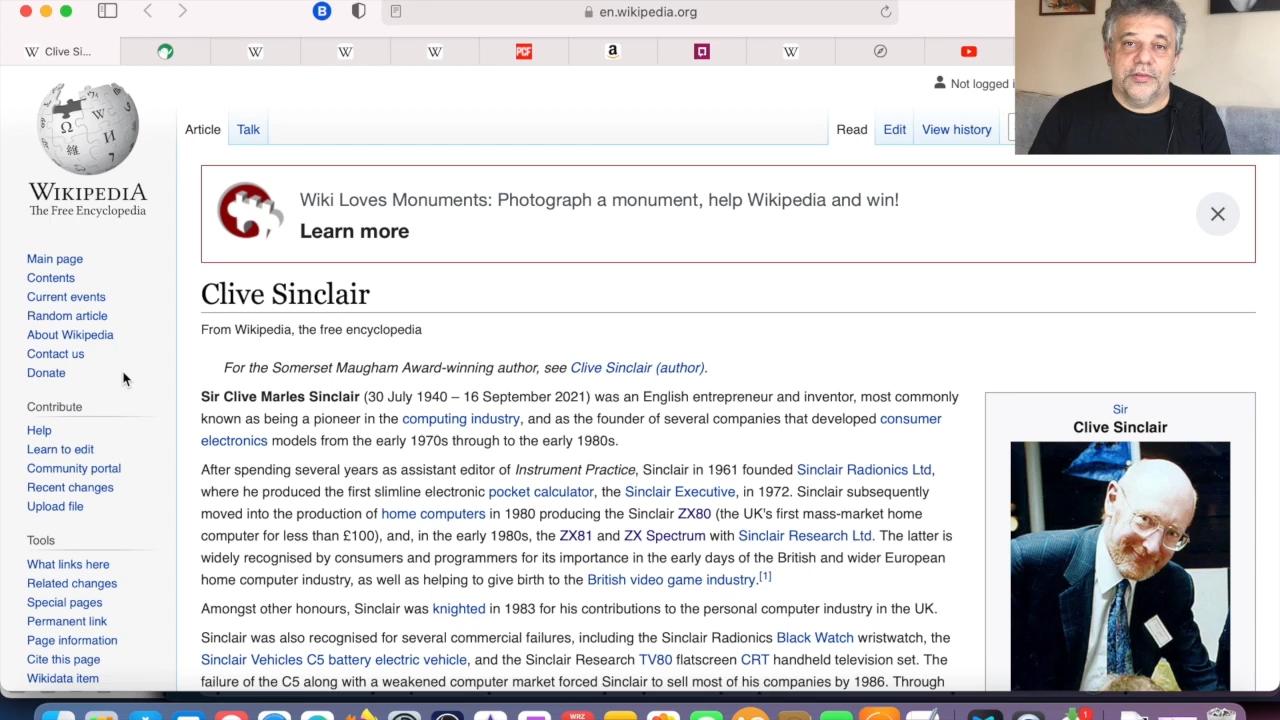 en.wikipedia.org
W Clive Si...
W
W
W
PCF
a
W
Not logged i
Article
Talk
Read
Edit
View history
WIKIPEDIA
The Free Encyclopedia
Wiki Loves Monuments: Photograph a monument, help Wikipedia and win!
Learn more
Main page
Contents
Current events
Random article
About Wikipedia
Contact us
Donate
Contribute
Help
Learn to edit
Community portal
Recent changes
Upload file
Tools
What links here
Related changes
Special pages
Permanent link
Page information
Cite this page
Wikidata item
Clive Sinclair
From Wikipedia, the free encyclopedia
For the Somerset Maugham Award-winning author, see Clive Sinclair (author).
Sir Clive Marles Sinclair (30 July 1940 – 16 September 2021) was an English entrepreneur and inventor, most commonly
known as being a pioneer in the computing industry, and as the founder of several companies that developed consumer
electronics models from the early 1970s through to the early 1980s.
After spending several years as assistant editor of Instrument Practice, Sinclair in 1961 founded Sinclair Radionics Ltd,
where he produced the first slimline electronic pocket calculator, the Sinclair Executive, in 1972. Sinclair subsequently
moved into the production of home computers in 1980 producing the Sinclair ZX80 (the UK's first mass-market home
computer for less than £100), and, in the early 1980s, the ZX81 and ZX Spectrum with Sinclair Research Ltd. The latter is
widely recognised by consumers and programmers for its importance in the early days of the British and wider European
home computer industry, as well as helping to give birth to the British video game industry.[1]
Amongst other honours, Sinclair was knighted in 1983 for his contributions to the personal computer industry in the UK.
Sinclair was also recognised for several commercial failures, including the Sinclair Radionics Black Watch wristwatch, the
Sinclair Vehicles C5 battery electric vehicle, and the Sinclair Research TV80 flatscreen CRT handheld television set. The
failure of the C5 along with a weakened computer market forced Sinclair to sell most of his companies by 1986. Through
Sir
Clive Sinclair
WRZ
1